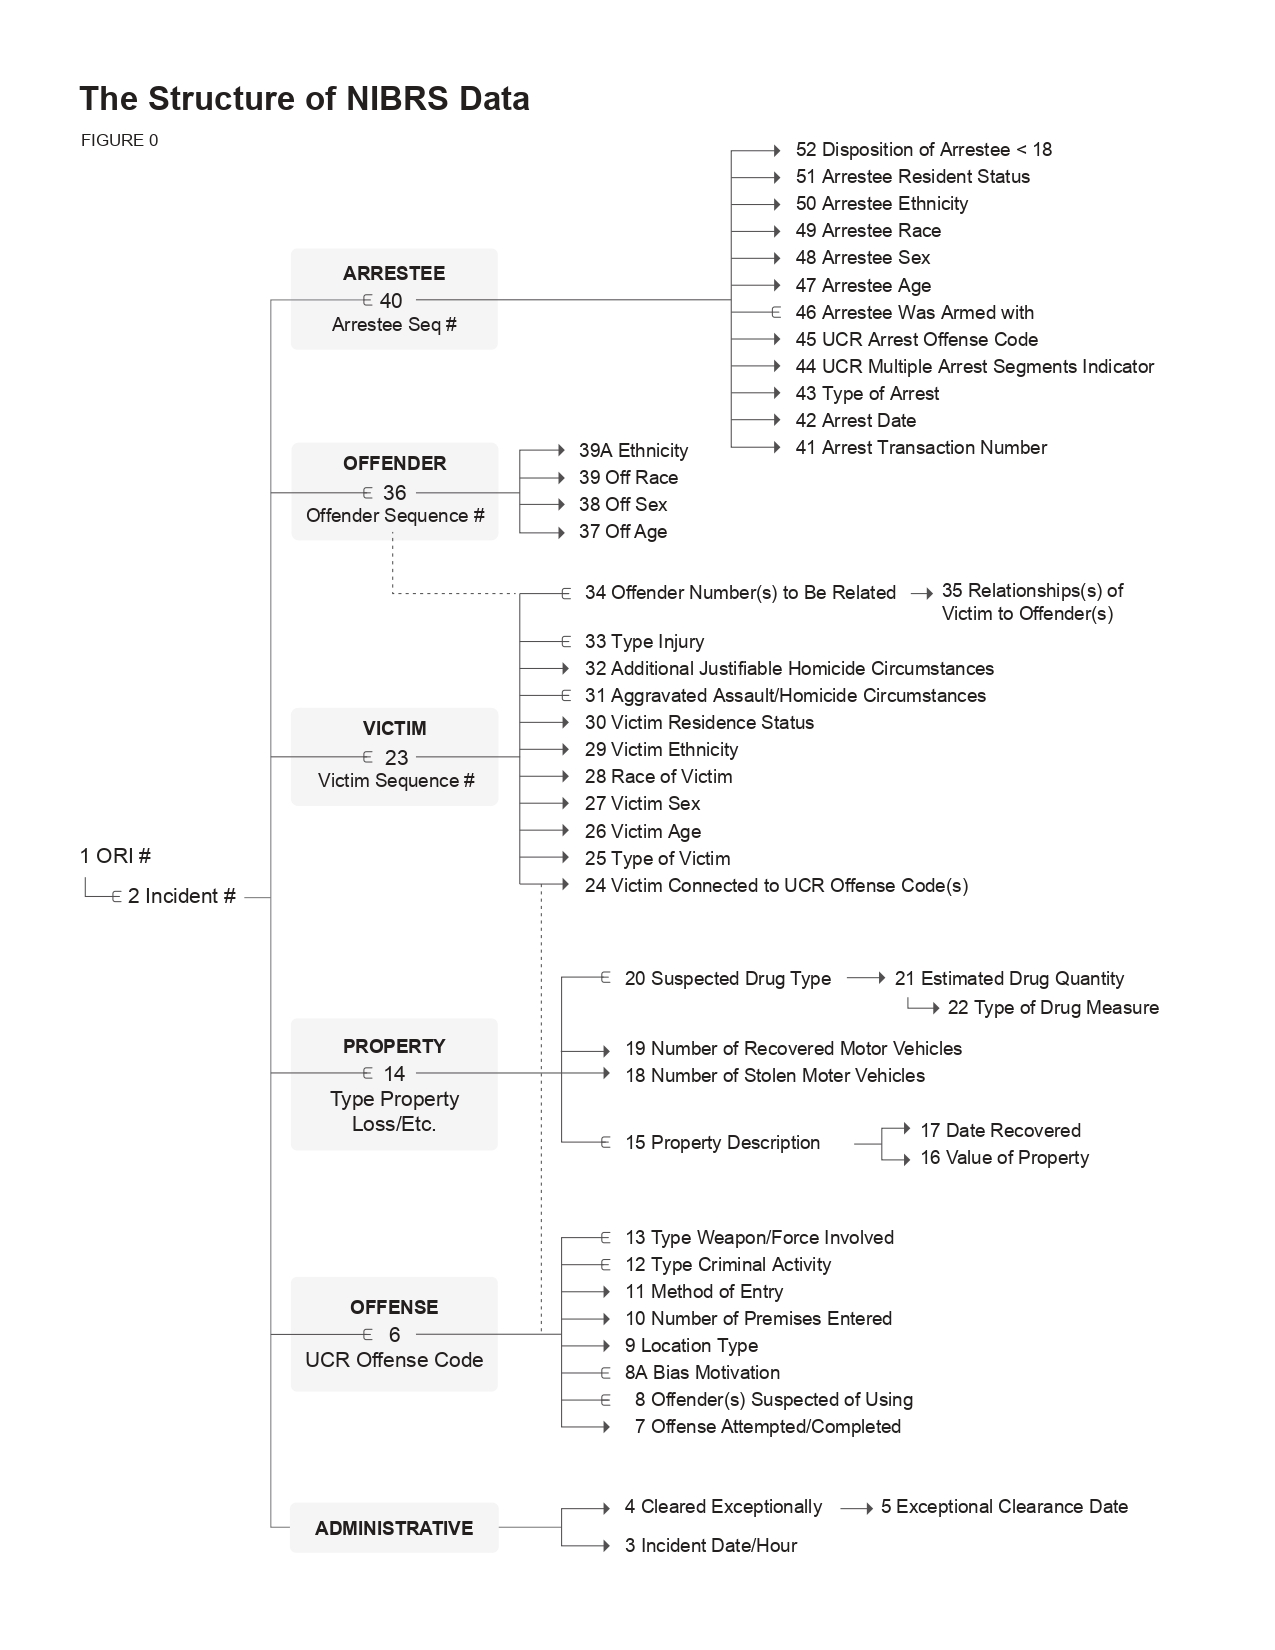 The Structure of NIBRS Data
FIGURE 0
52 Disposition of Arrestee < 18
51 Arrestee Resident Status
50 Arrestee Ethnicity
49 Arrestee Race
48 Arrestee Sex
47 Arrestee Age
46 Arrestee Was Armed with
45 UCR Arrest Offense Code
44 UCR Multiple Arrest Segments Indicator
43 Type of Arrest
42 Arrest Date
41 Arrest Transaction Number
ARRESTEE
40
Arrestee Seq #
OFFENDER
36
Offender Sequence #
39A Ethnicity
39 Off Race
38 Off Sex
37 Off Age
34 Offender Number(s) to Be Related
35 Relationships(s) of
Victim to Offender(s)
33 Type Injury
32 Additional Justifiable Homicide Circumstances
31 Aggravated Assault/Homicide Circumstances
30 Victim Residence Status
29 Victim Ethnicity
28 Race of Victim
27 Victim Sex
26 Victim Age
25 Type of Victim
24 Victim Connected to UCR Offense Code(s)
VICTIM
23
Victim Sequence #
1 ORI #
2 Incident #
20 Suspected Drug Type
21 Estimated Drug Quantity
22 Type of Drug Measure
19 Number of Recovered Motor Vehicles
18 Number of Stolen Moter Vehicles
15 Property Description
17 Date Recovered
16 Value of Property
PROPERTY
14
Type Property
Loss/Etc.
13 Type Weapon/Force Involved
12 Type Criminal Activity
11 Method of Entry
10 Number of Premises Entered
9 Location Type
8A Bias Motivation
8 Offender(s) Suspected of Using
7 Offense Attempted/Completed
OFFENSE
6
UCR Offense Code
ADMINISTRATIVE
4 Cleared Exceptionally
5 Exceptional Clearance Date
3 Incident Date/Hour